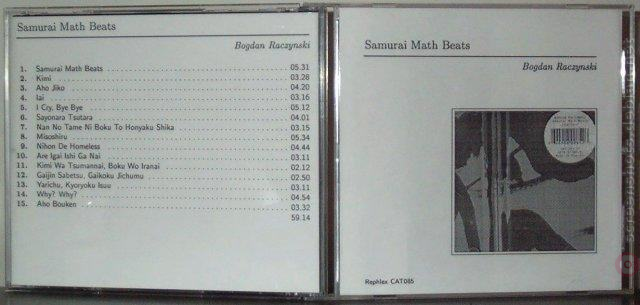 Samurai Math Beats
Bogdan Raczynski
1. Samurai Math Beats 05.31
2. Kimi 03.28
3. Aho Jiko 04.20
4. Iai 03.16
5. I Cry, Bye Bye 05.12
6. Sayonara Tsutara 04.01
7. Nan No Tame Ni Boku To Honyaku Shika 03.15
8. Misoshiru 05.34
9. Nihon De Homeless 04.44
10. Are Igai Ishi Ga Nai 03.11
11. Kimi Wa Tsumannai, Boku Wo Iranai 02.12
12. Gaijin Sabetsu, Gaikoku Jichumu 02.50
13. Yarichu, Kyoryoku Isuu 03.11
14. Why? Why? 02.54
15. Aho Bouken 03.32
59.14
Samurai Math Beats
Bogdan Raczynski
Rephlex CAT085